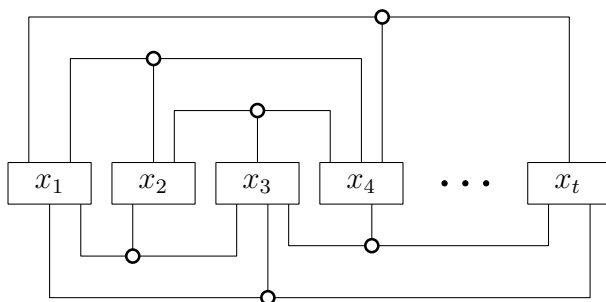 x₁ x₂ x₃ x₄ ··· xₜ